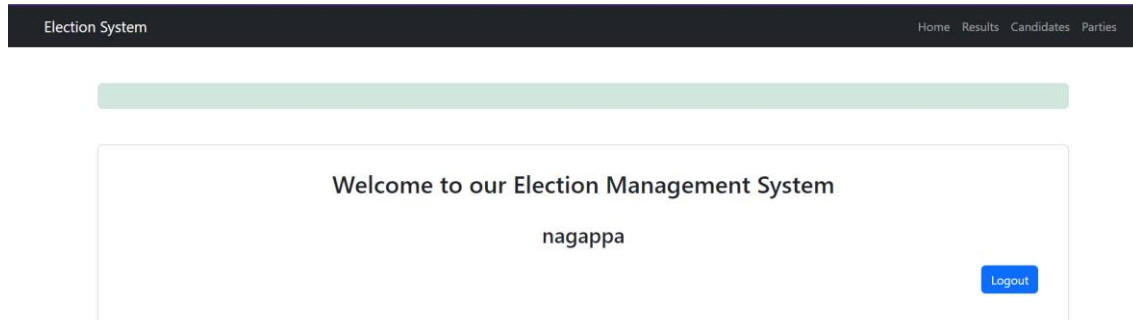 Election System Home Results Candidates Parties
Welcome to our Election Management System
nagappa
Logout